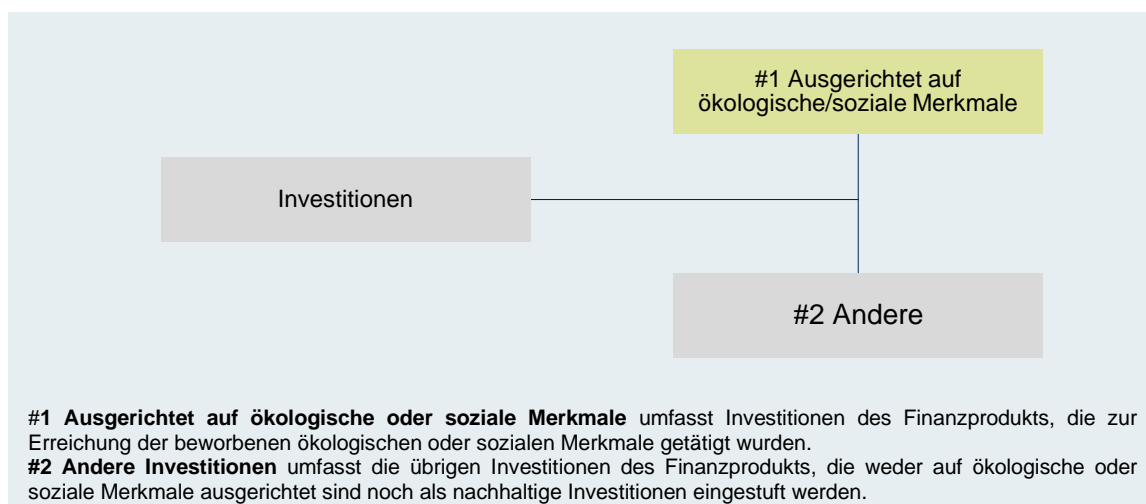 #1 Ausgerichtet auf
ökologische/soziale Merkmale
Investitionen
#2 Andere
#1 Ausgerichtet auf ökologische oder soziale Merkmale umfasst Investitionen des Finanzprodukts, die zur
Erreichung der beworbenen ökologischen oder sozialen Merkmale getätigt wurden.
#2 Andere Investitionen umfasst die übrigen Investitionen des Finanzprodukts, die weder auf ökologische oder
soziale Merkmale ausgerichtet sind noch als nachhaltige Investitionen eingestuft werden.